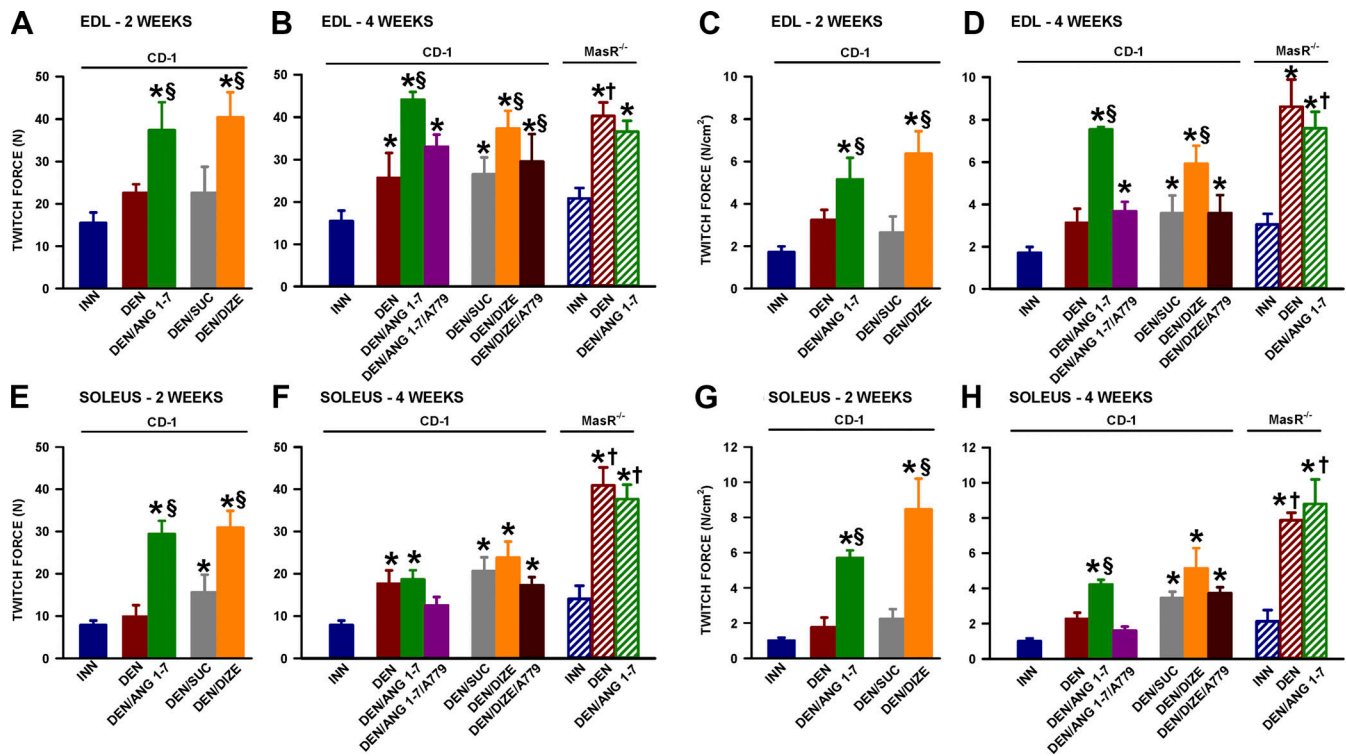 A EDL - 2 WEEKS
CD-1
TWITCH FORCE (N)
50
40
30
20
10
0
*§
*§
INN
DEN
DEN/ANG 1-7
DEN/SUC
DEN/DIZE
B EDL - 4 WEEKS
CD-1
MasR-/-
50
40
30
20
10
0
*
*§
*
*
*§
*§
*†
*
INN
DEN
DEN/ANG 1-7
DEN/ANG 1-7/A779
DEN/SUC
DEN/DIZE
DEN/DIZE/A779
INN
DEN
DEN/ANG 1-7
C EDL - 2 WEEKS
CD-1
TWITCH FORCE (N/cm²)
10
8
6
4
2
0
*§
*§
INN
DEN
DEN/ANG 1-7
DEN/SUC
DEN/DIZE
D EDL - 4 WEEKS
CD-1
MasR-/-
10
8
6
4
2
0
*§
*
*
*§
*
*
*†
INN
DEN
DEN/ANG 1-7
DEN/ANG 1-7/A779
DEN/SUC
DEN/DIZE
DEN/DIZE/A779
INN
DEN
DEN/ANG 1-7
E SOLEUS - 2 WEEKS
CD-1
TWITCH FORCE (N)
50
40
30
20
10
0
*§
*
*§
INN
DEN
DEN/ANG 1-7
DEN/SUC
DEN/DIZE
F SOLEUS - 4 WEEKS
CD-1
MasR-/-
50
40
30
20
10
0
*
*
*
*
*
*†
*†
INN
DEN
DEN/ANG 1-7
DEN/ANG 1-7/A779
DEN/SUC
DEN/DIZE
DEN/DIZE/A779
INN
DEN
DEN/ANG 1-7
G SOLEUS - 2 WEEKS
CD-1
TWITCH FORCE (N/cm²)
12
10
8
6
4
2
0
*§
*§
INN
DEN
DEN/ANG 1-7
DEN/SUC
DEN/DIZE
H SOLEUS - 4 WEEKS
CD-1
MasR-/-
12
10
8
6
4
2
0
*§
*
*
*
*†
*†
INN
DEN
DEN/ANG 1-7
DEN/ANG 1-7/A779
DEN/SUC
DEN/DIZE
DEN/DIZE/A779
INN
DEN
DEN/ANG 1-7